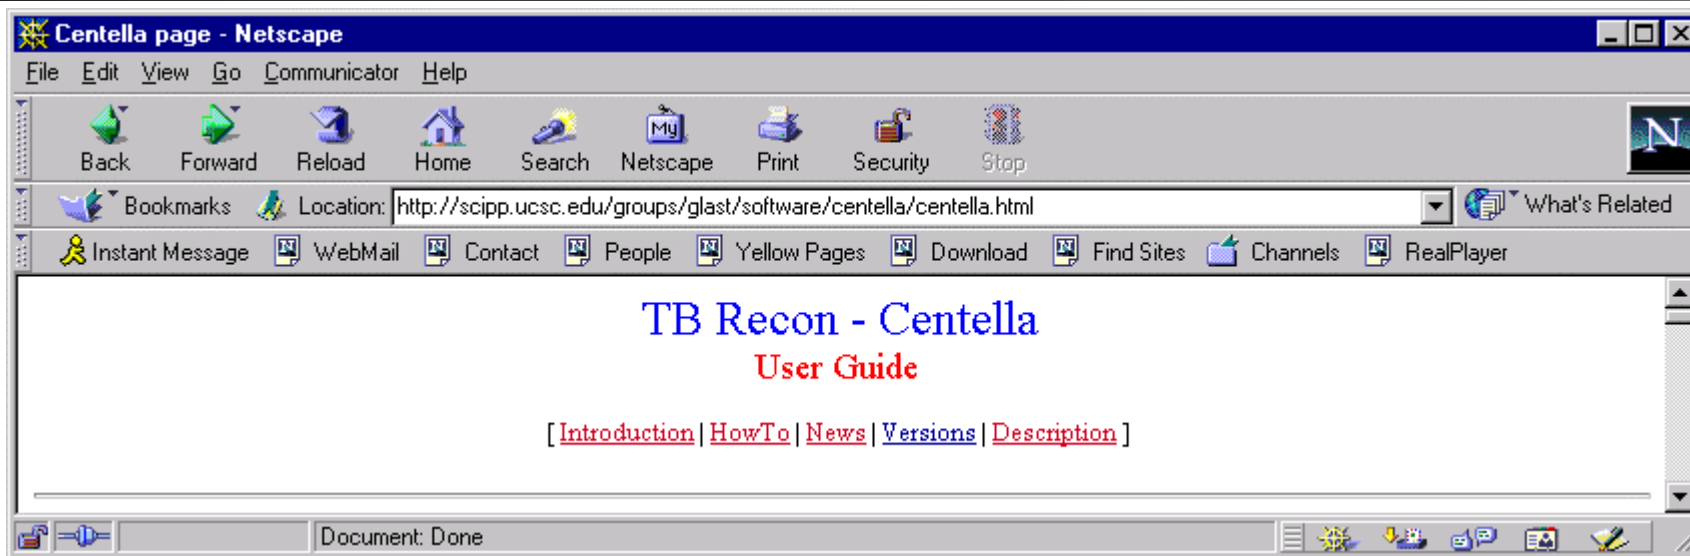 Centella page - Netscape
File Edit View Go Communicator Help
My N
Back Forward Reload Home Search Netscape Print Security Stop
Bookmarks Location: http://scipp.ucsc.edu/groups/glast/software/centella/centella.html What's Related
Instant Message WebMail Contact People Yellow Pages Download Find Sites Channels RealPlayer
TB Recon - Centella
User Guide
[ Introduction | HowTo | News | Versions | Description ]
Document: Done